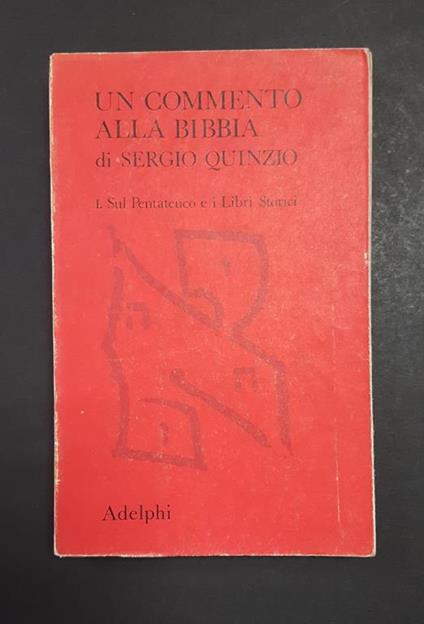 UN COMMENTO
ALLA BIBBIA
di SERGIO QUINZIO
I. Sul Pentateuco e i Libri Storici
י
ה
ה
ו
Adelphi